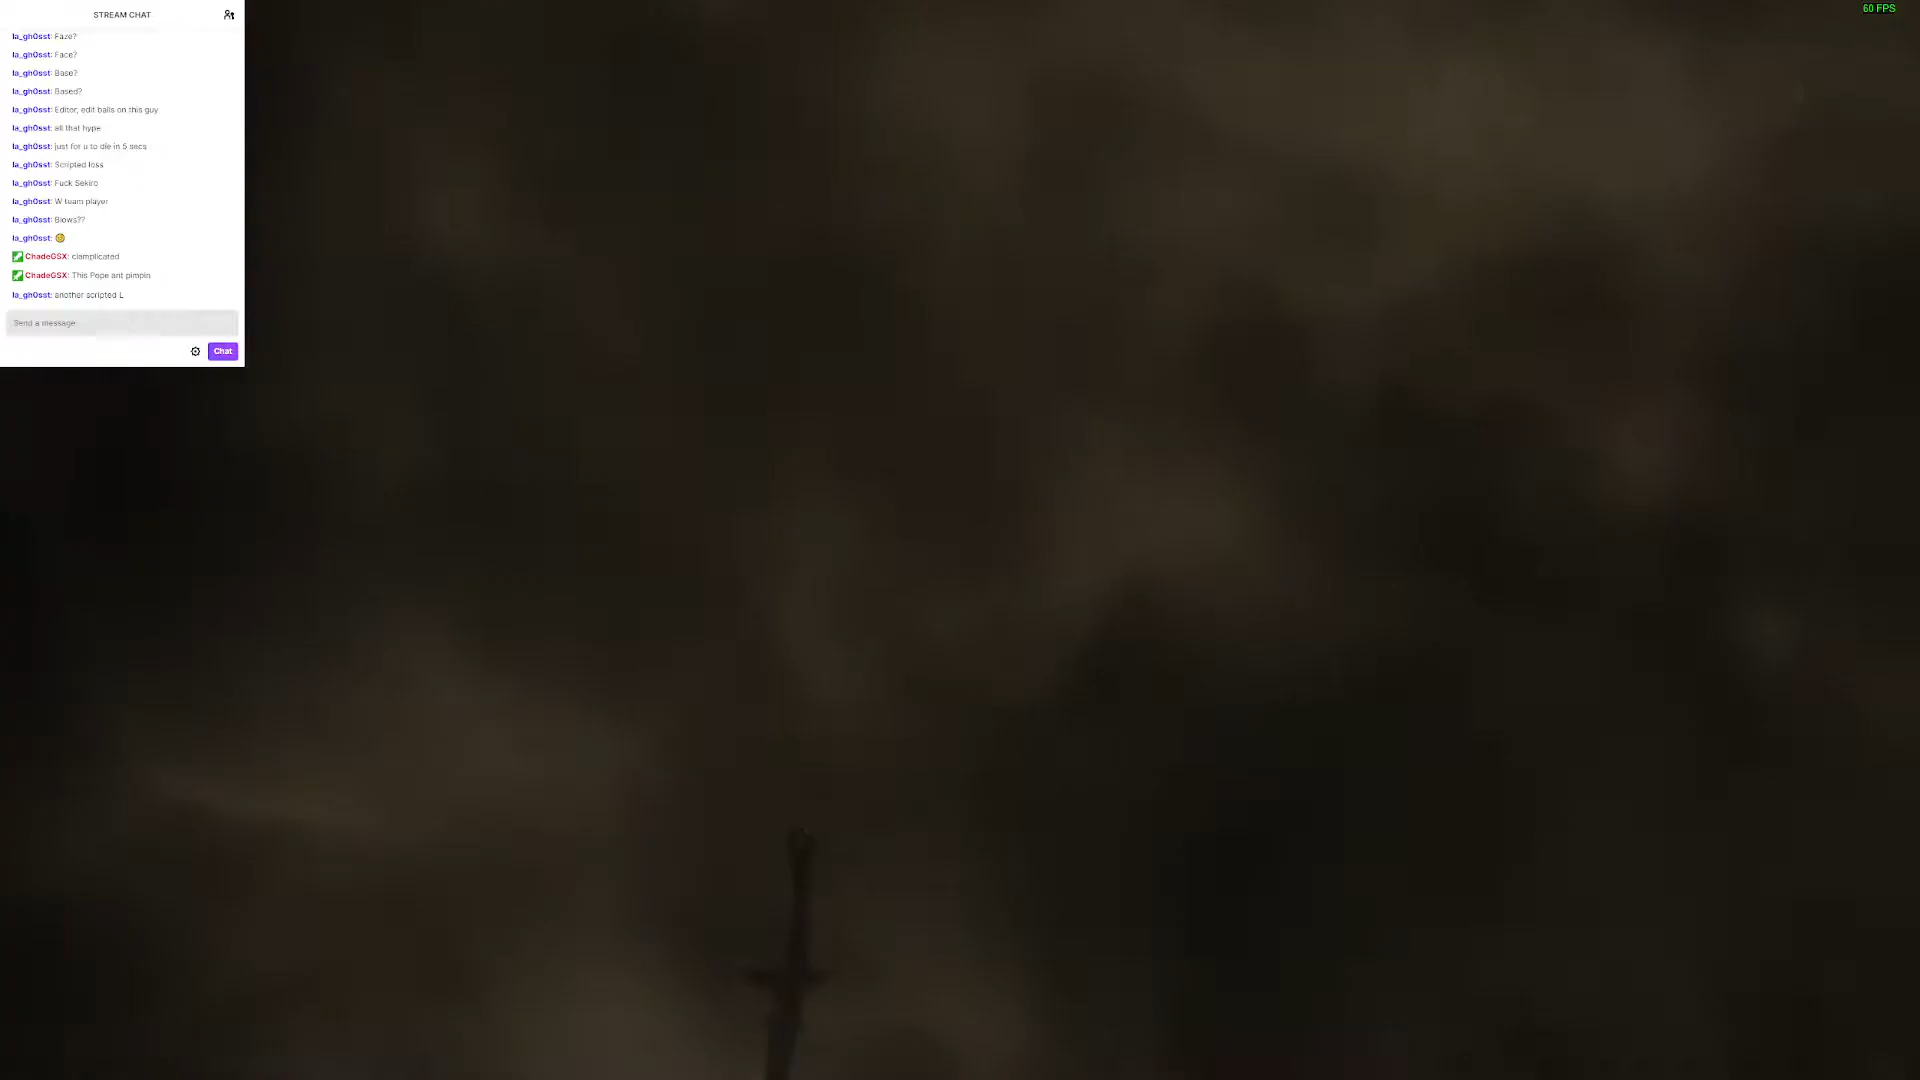 STREAM CHAT
60 FPS
la_gh0sst: Faze?
la_gh0sst: Face?
la_gh0sst: Base?
la_gh0sst: Based?
la_gh0sst: Editor, edit balls on this guy
la_gh0sst: all that hype
la_gh0sst: just for u to die in 5 secs
la_gh0sst: Scripted loss
la_gh0sst: Fuck Sekiro
la_gh0sst: W team player
la_gh0sst: Blows??
la_gh0sst:
ChadeGSX: clamplicated
ChadeGSX: This Pope ant pimpin
la_gh0sst: another scripted L
Send a message
Chat